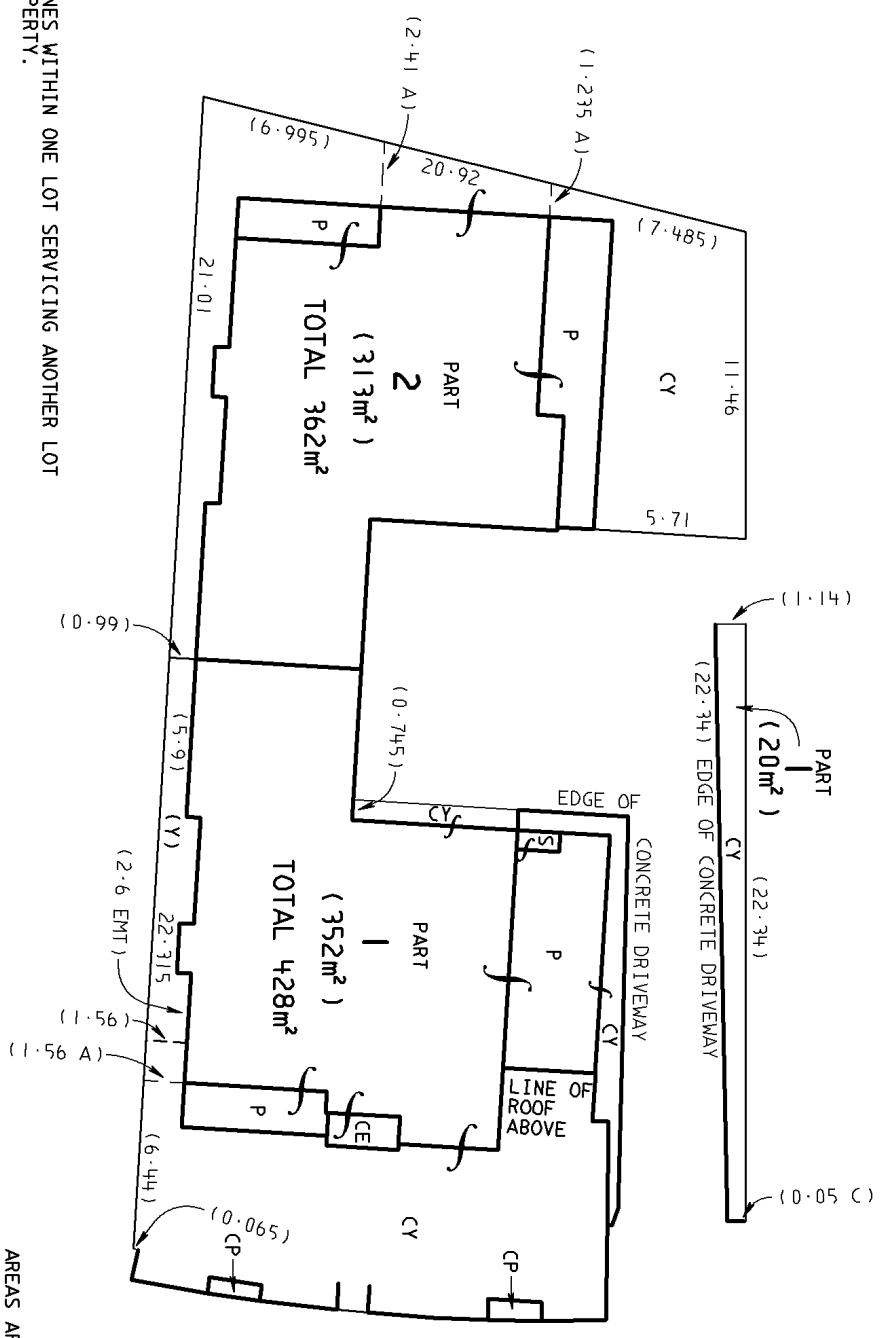 NES WITHIN ONE LOT SERVICING ANOTHER LOT
PERTY.
(2·41 A)
(1·235 A)
(6·995)
20·92
(7·485)
P
P
CY
11·46
5·71
21·01
PART
2
(313m²)
TOTAL 362m²
(0·99)
(1·14)
PART
1
(20m²)
CY
(22·34)
(22·34) EDGE OF CONCRETE DRIVEWAY
(0·05 C)
(0·745)
CY
EDGE OF
CONCRETE DRIVEWAY
S
P
CY
LINE OF
ROOF
ABOVE
PART
1
(352m²)
TOTAL 428m²
(5·9)
(Y)
22·315
(2·6 EMT)
(1·56)
(1·56 A)
P
CE
(6·44)
(0·065)
CY
CP
CP
AREAS AR